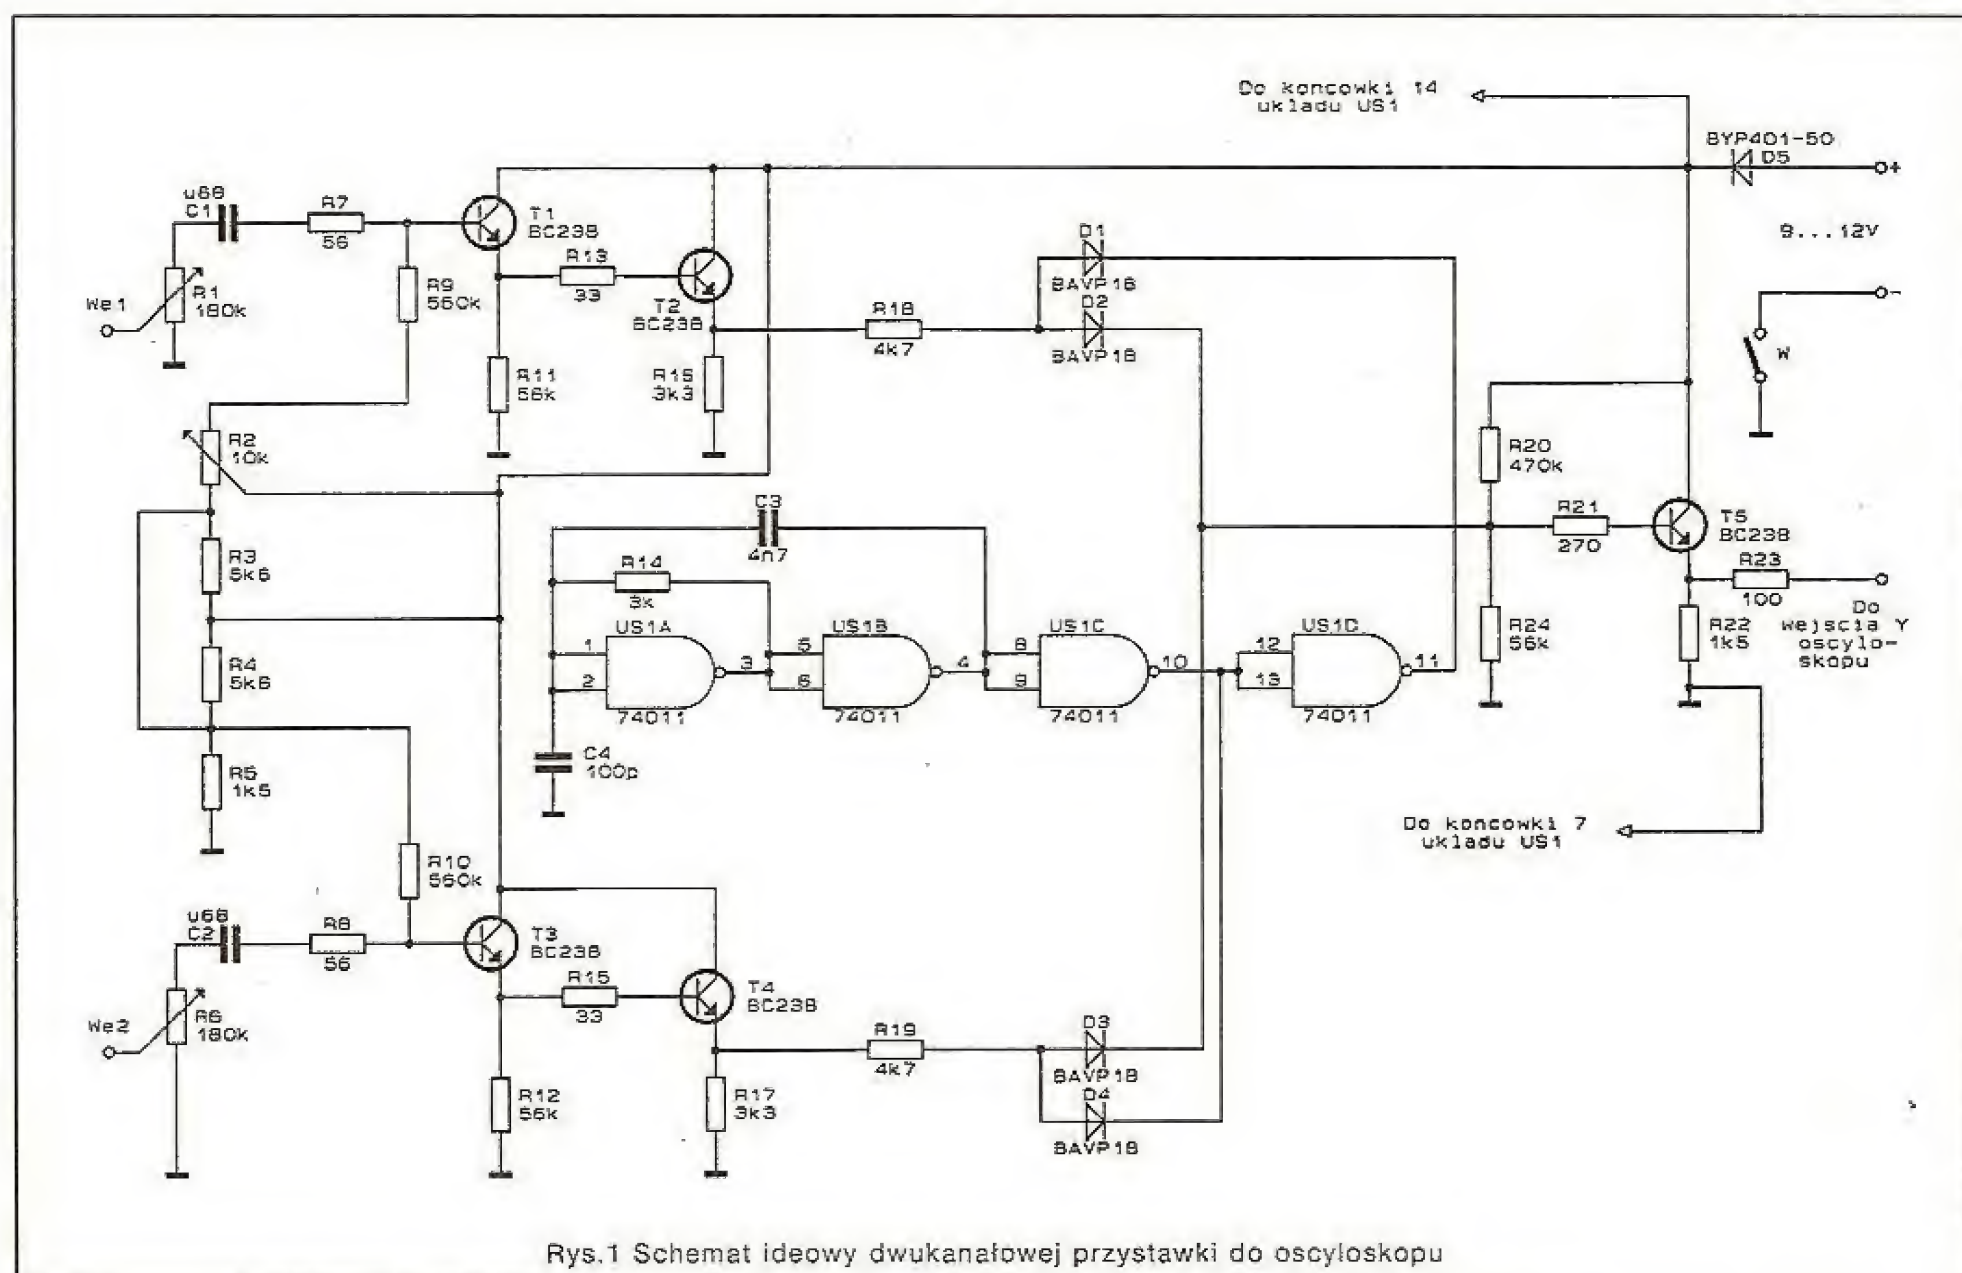 Do koncowki 14
ukladu US1
BYP401-50
D5
+
9...12V
-
W
u68
C1
R7
56
T1
BC238
R1
180k
We1
R9
560k
R13
33
T2
BC238
D1
BAVP18
D2
BAVP18
R18
4k7
R11
56k
R16
3k3
R2
10k
R20
470k
C3
4n7
R21
270
T5
BC238
R3
5k6
R14
3k
R23
100
Do
wejscia Y
oscylo-
skopu
US1A
1
2
3
74011
US1B
5
6
4
74011
US1C
8
9
10
74011
US1D
12
13
11
74011
R24
56k
R22
1k5
R4
5k6
C4
100p
R5
1k5
Do koncowki 7
ukladu US1
R10
560k
u68
C2
R8
56
T3
BC238
R15
33
T4
BC238
We2
R6
180k
R19
4k7
D3
BAVP18
D4
BAVP18
R12
56k
R17
3k3
Rys.1 Schemat ideowy dwukanałowej przystawki do oscyloskopu